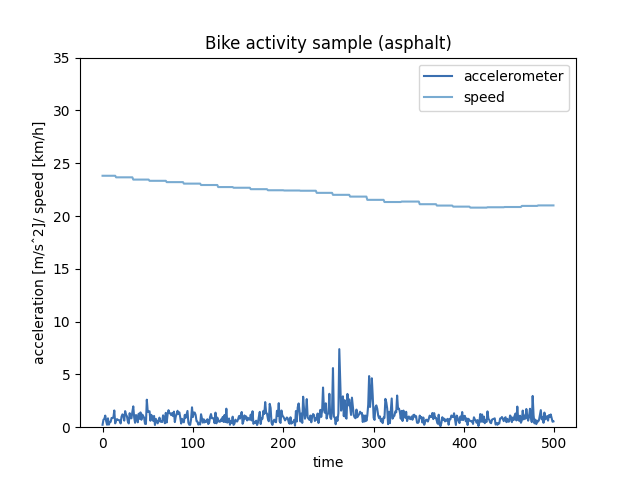 Bike activity sample (asphalt)
accelerometer
speed
acceleration [m/sˆ2]/ speed [km/h]
35
30
25
20
15
10
5
0
0 100 200 300 400 500
time